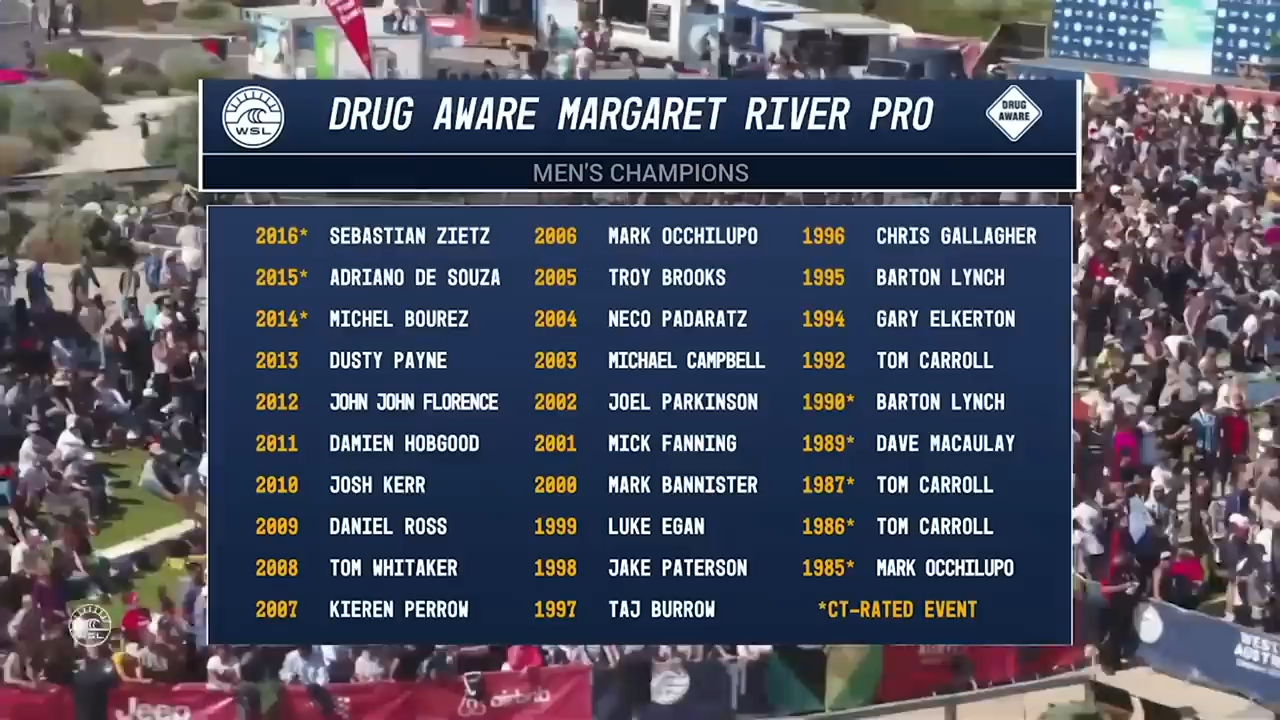 DRUG AWARE MARGARET RIVER PRO
WSL
DRUG
AWARE
MEN'S CHAMPIONS
2016* SEBASTIAN ZIETZ
2015* ADRIANO DE SOUZA
2014* MICHEL BOUREZ
2013 DUSTY PAYNE
2012 JOHN JOHN FLORENCE
2011 DAMIEN HOBGOOD
2010 JOSH KERR
2009 DANIEL ROSS
2008 TOM WHITAKER
2007 KIEREN PERROW
2006 MARK OCCHILUPO
2005 TROY BROOKS
2004 NECO PADARATZ
2003 MICHAEL CAMPBELL
2002 JOEL PARKINSON
2001 MICK FANNING
2000 MARK BANNISTER
1999 LUKE EGAN
1998 JAKE PATERSON
1997 TAJ BURROW
1996 CHRIS GALLAGHER
1995 BARTON LYNCH
1994 GARY ELKERTON
1992 TOM CARROLL
1990* BARTON LYNCH
1989* DAVE MACAULAY
1987* TOM CARROLL
1986* TOM CARROLL
1985* MARK OCCHILUPO
*CT-RATED EVENT
WSL
Jeep
airbnb